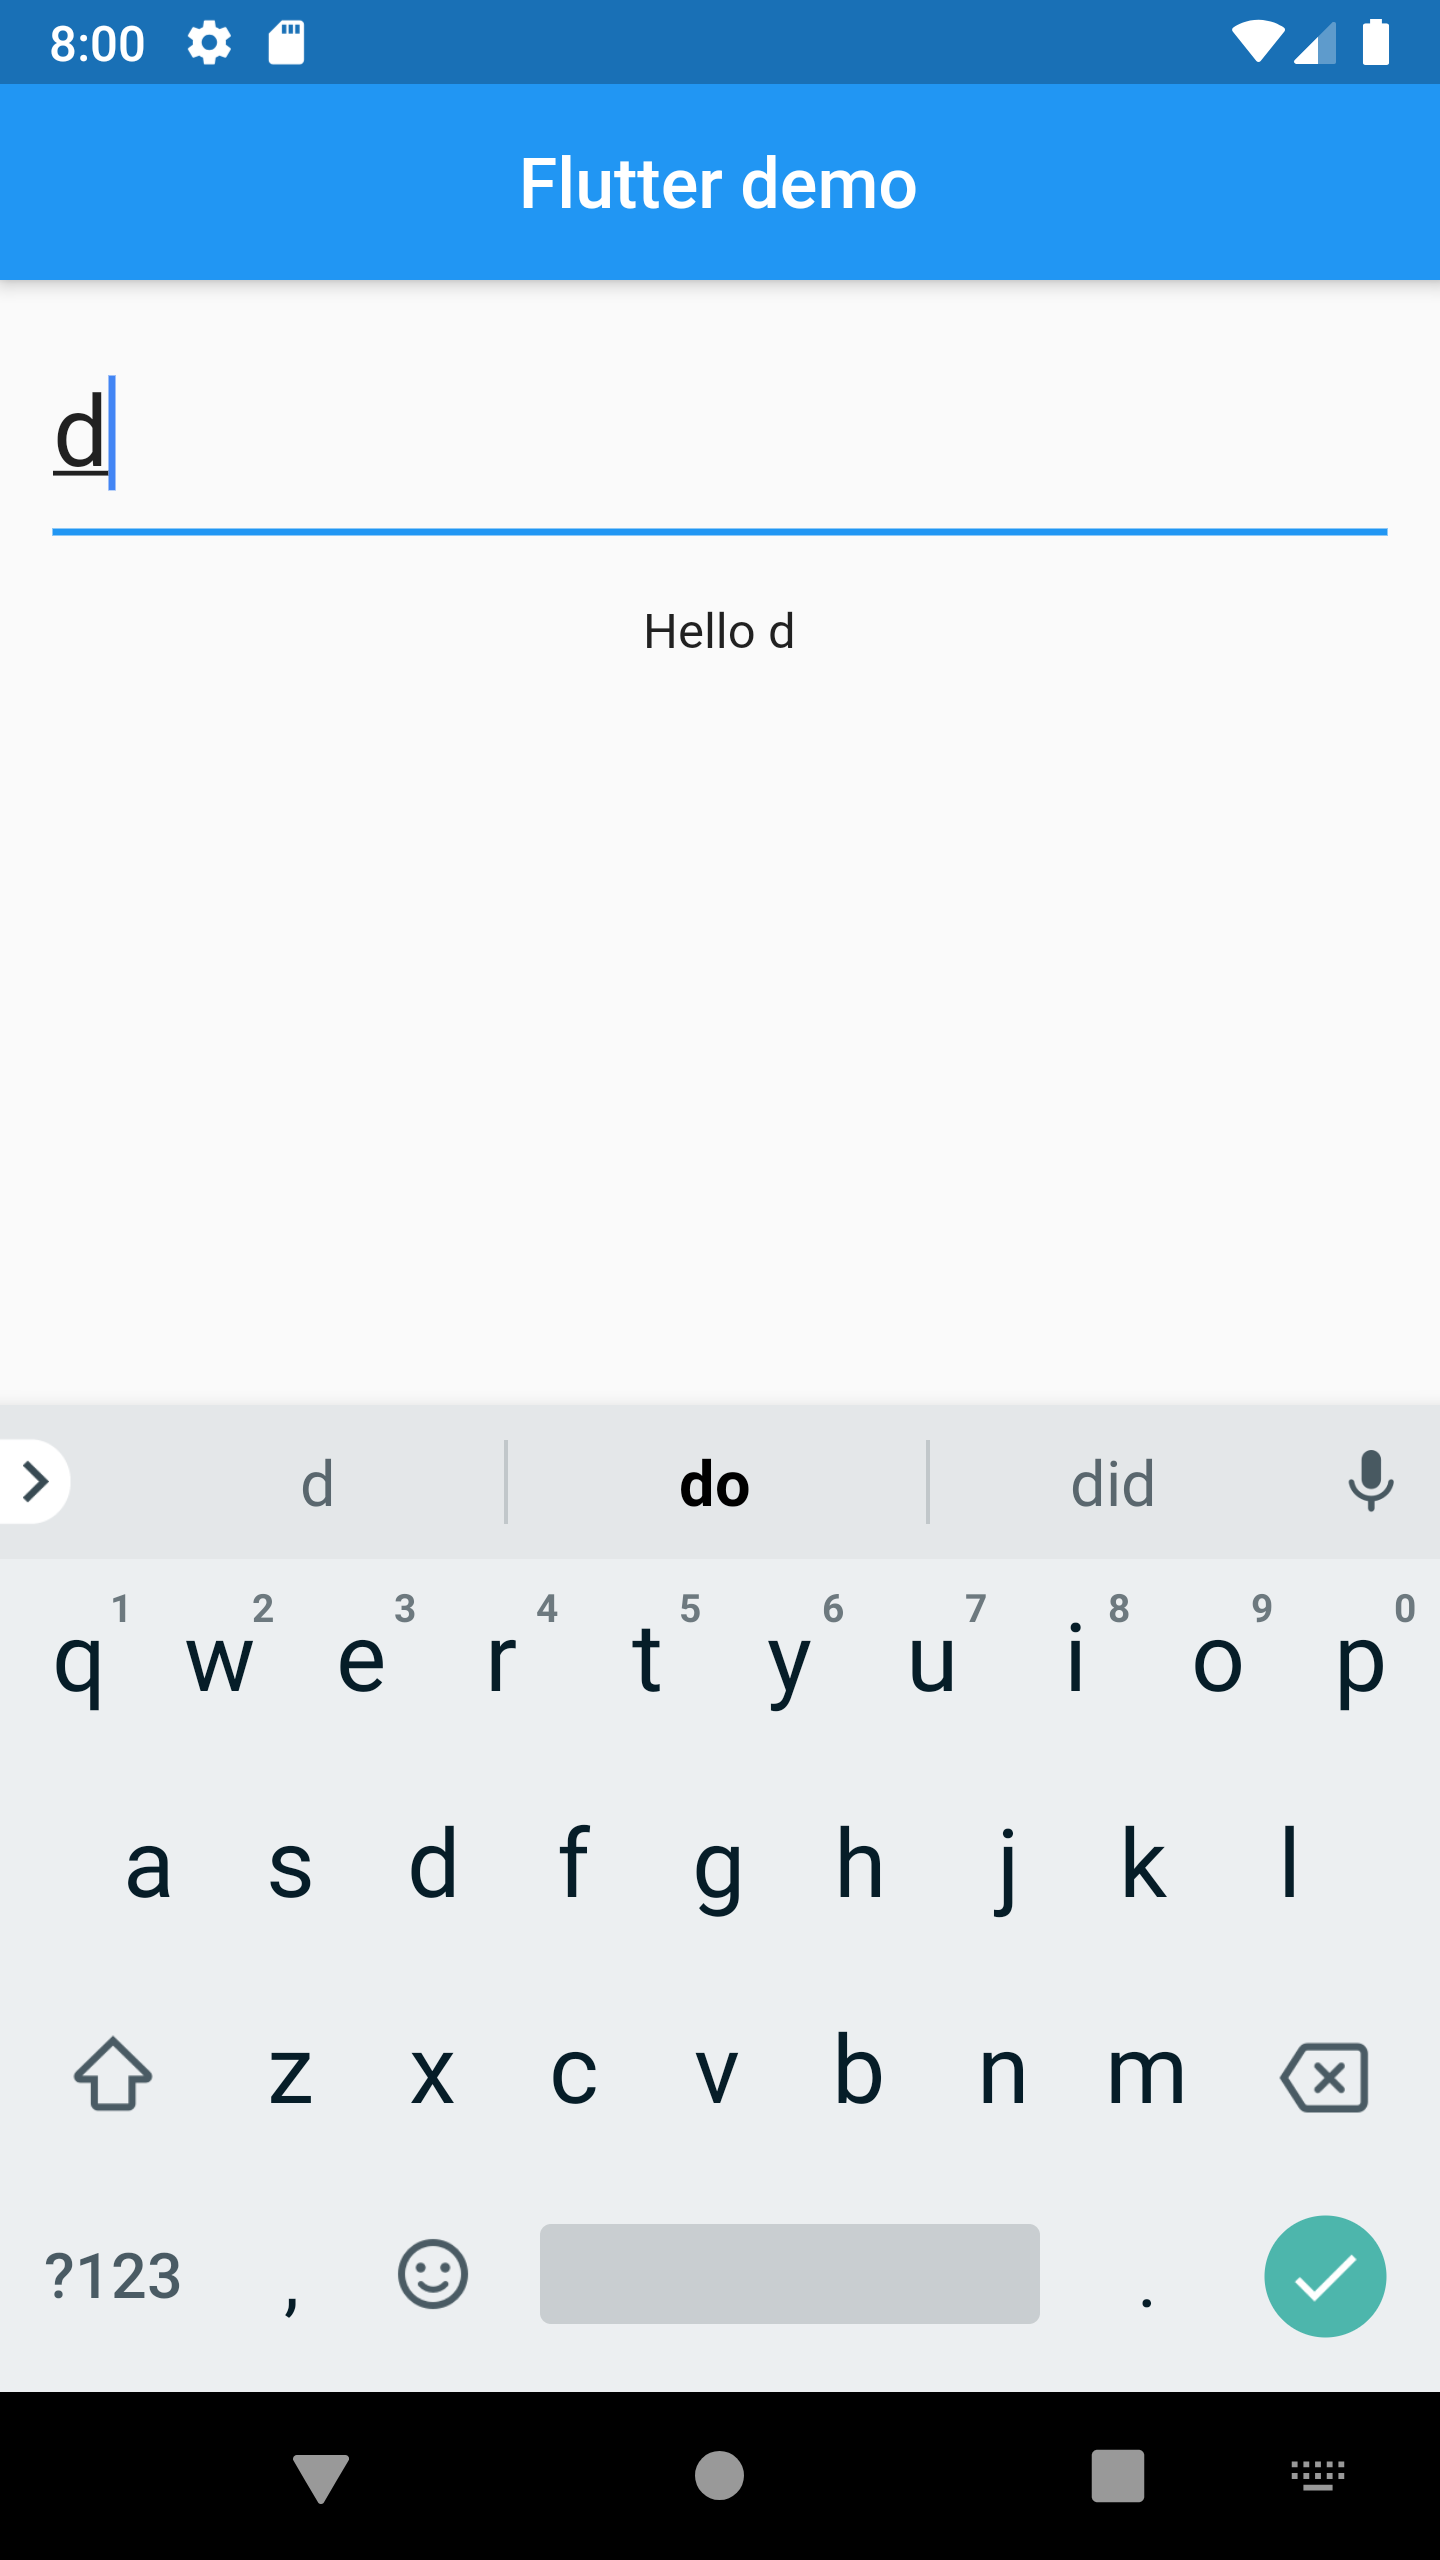 8:00
Flutter demo
d
Hello d
d do did
1 2 3 4 5 6 7 8 9 0
q w e r t y u i o p
a s d f g h j k l
z x c v b n m
?123 , .